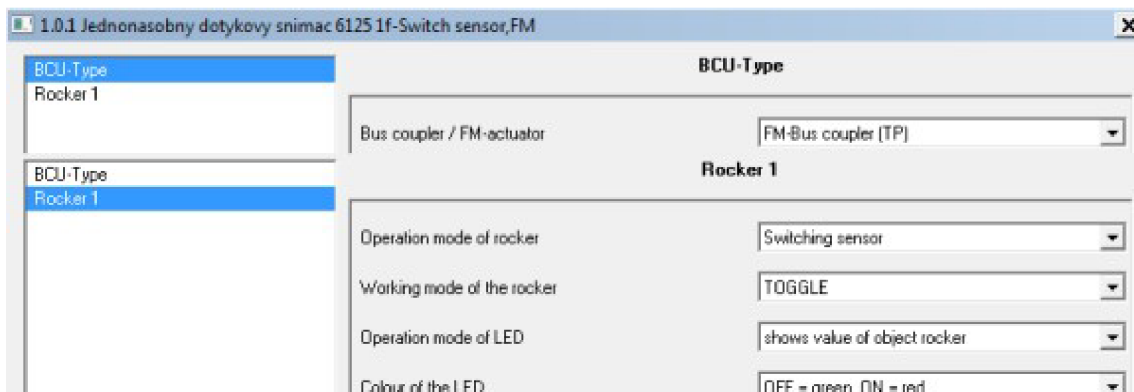 1.0.1 Jednonasobny dotykovy snimac 6125 1f-Switch sensor,FM
BCU-Type
Rocker 1
BCU-Type
Bus coupler / FM-actuator FM-Bus coupler (TP)
BCU-Type
Rocker 1
Rocker 1
Operation mode of rocker Switching sensor
Working mode of the rocker TOGGLE
Operation mode of LED shows value of object rocker
Colour of the LED OFF = green, ON = red